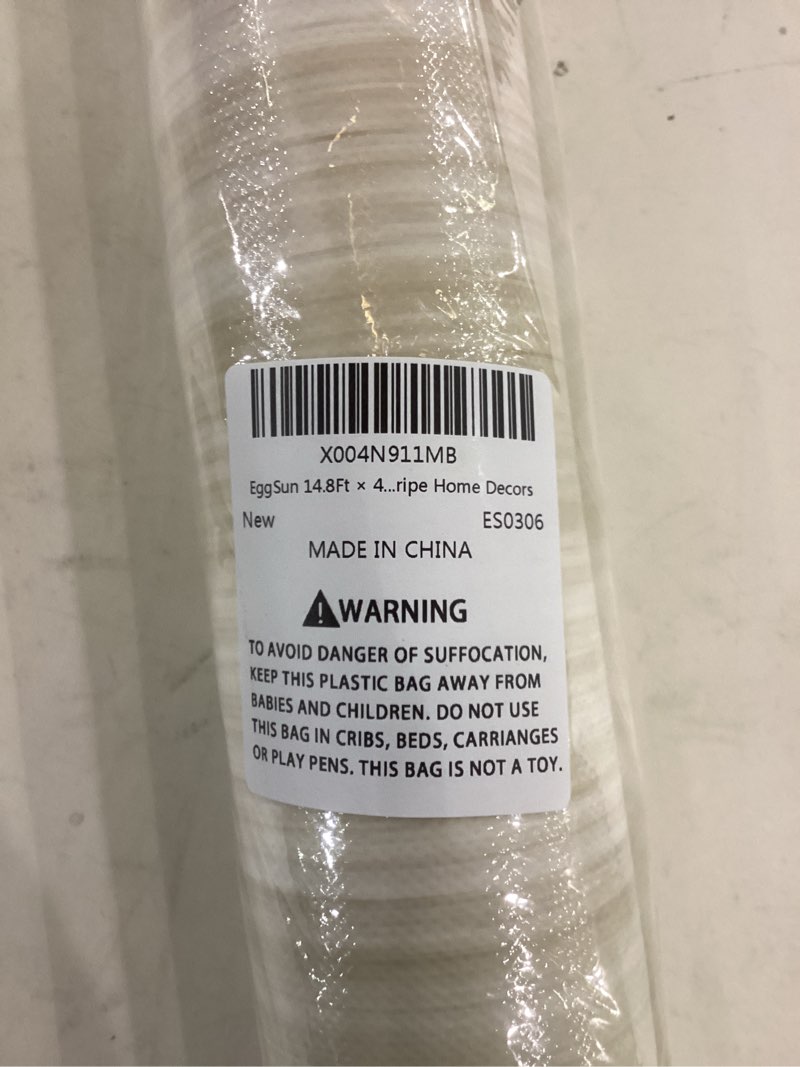 X004N911MB
EggSun 14.8Ft × 4...ripe Home Decors
New ES0306
MADE IN CHINA
WARNING
TO AVOID DANGER OF SUFFOCATION,
KEEP THIS PLASTIC BAG AWAY FROM
BABIES AND CHILDREN. DO NOT USE
THIS BAG IN CRIBS, BEDS, CARRIANGES
OR PLAY PENS. THIS BAG IS NOT A TOY.